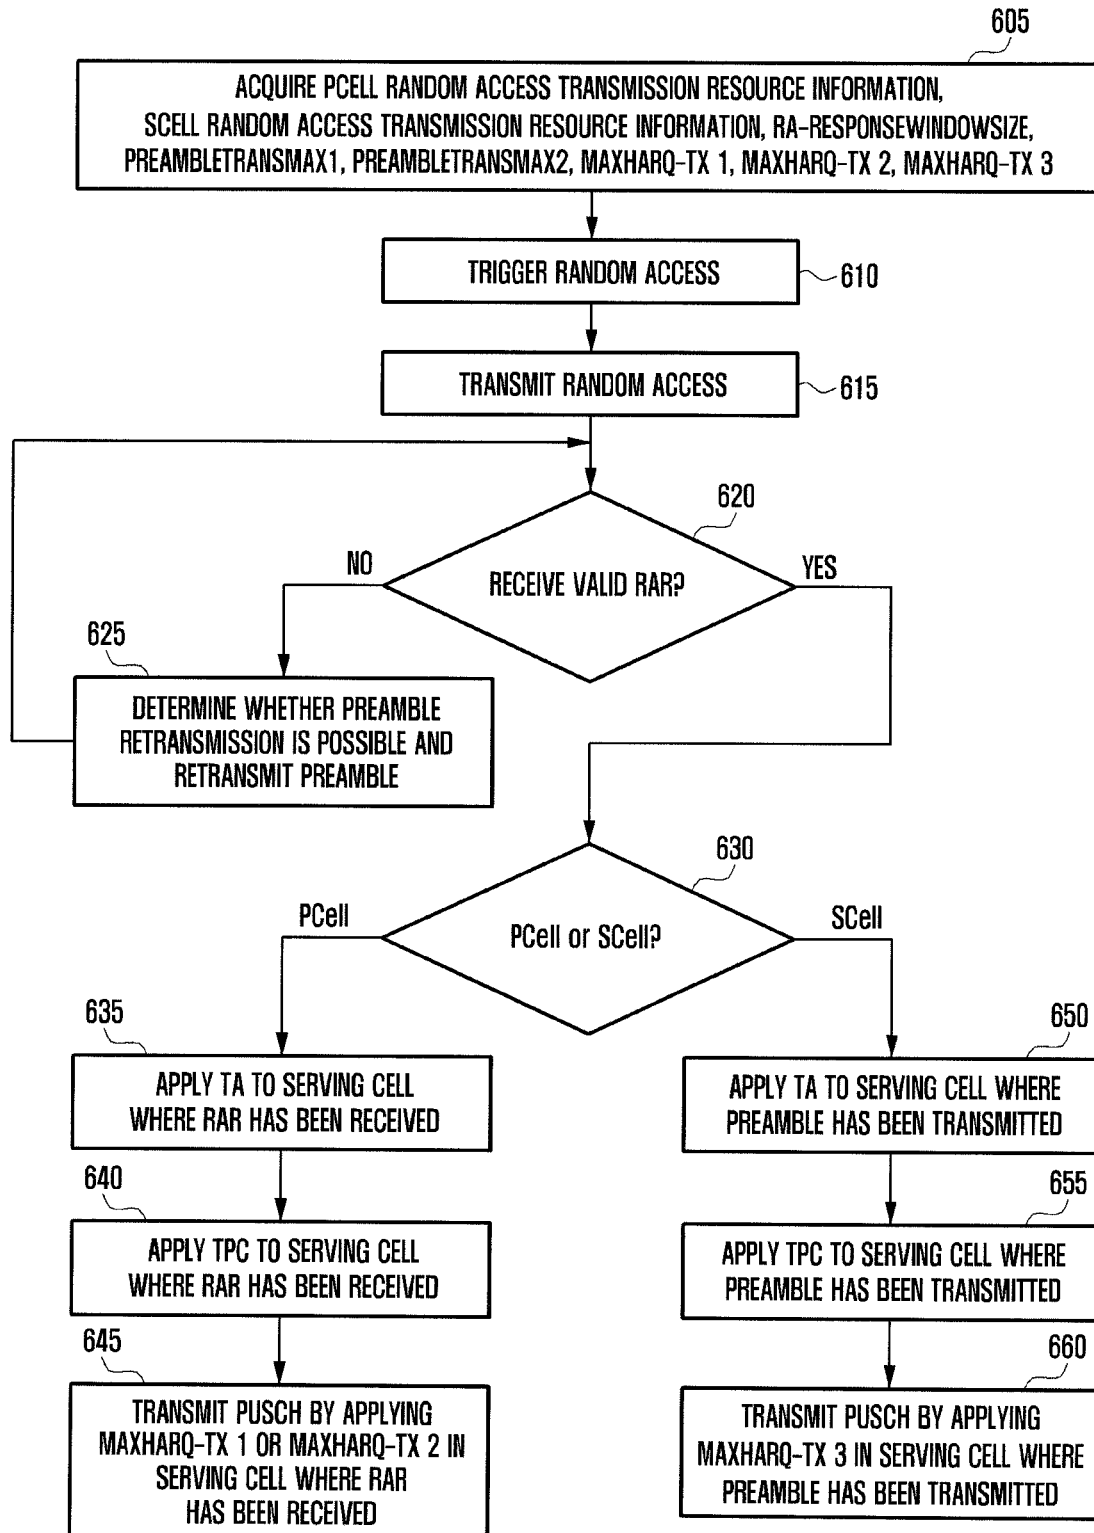 605
ACQUIRE PCELL RANDOM ACCESS TRANSMISSION RESOURCE INFORMATION,
SCELL RANDOM ACCESS TRANSMISSION RESOURCE INFORMATION, RA-RESPONSEWINDOWSIZE,
PREAMBLETRANSMAX1, PREAMBLETRANSMAX2, MAXHARQ-TX 1, MAXHARQ-TX 2, MAXHARQ-TX 3
TRIGGER RANDOM ACCESS
610
TRANSMIT RANDOM ACCESS
615
620
NO
RECEIVE VALID RAR?
YES
625
DETERMINE WHETHER PREAMBLE
RETRANSMISSION IS POSSIBLE AND
RETRANSMIT PREAMBLE
630
PCell
PCell or SCell?
SCell
635
APPLY TA TO SERVING CELL
WHERE RAR HAS BEEN RECEIVED
650
APPLY TA TO SERVING CELL WHERE
PREAMBLE HAS BEEN TRANSMITTED
640
APPLY TPC TO SERVING CELL
WHERE RAR HAS BEEN RECEIVED
655
APPLY TPC TO SERVING CELL WHERE
PREAMBLE HAS BEEN TRANSMITTED
645
TRANSMIT PUSCH BY APPLYING
MAXHARQ-TX 1 OR MAXHARQ-TX 2 IN
SERVING CELL WHERE RAR
HAS BEEN RECEIVED
660
TRANSMIT PUSCH BY APPLYING
MAXHARQ-TX 3 IN SERVING CELL WHERE
PREAMBLE HAS BEEN TRANSMITTED